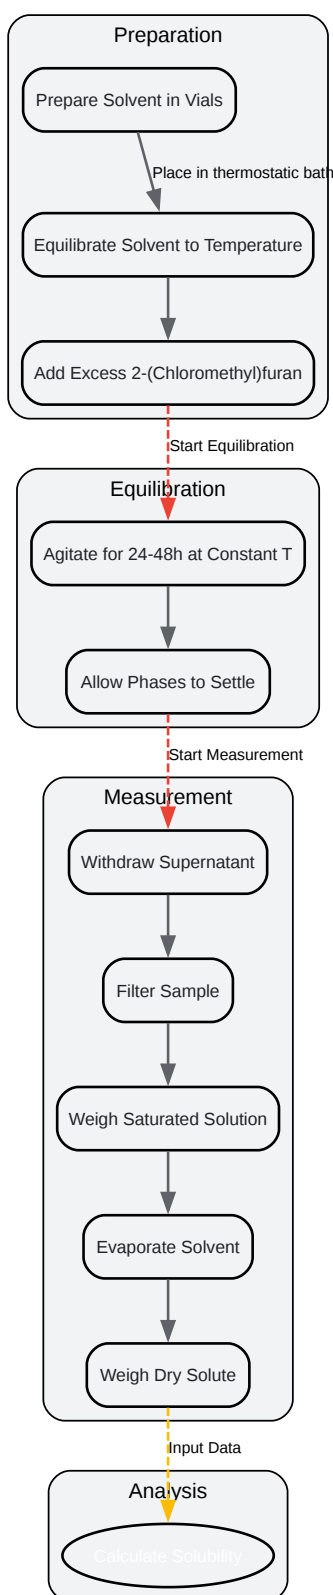 Preparation
Prepare Solvent in Vials
Place in thermostatic bath
Equilibrate Solvent to Temperature
Add Excess 2-(Chloromethyl)furan
Start Equilibration
Equilibration
Agitate for 24-48h at Constant T
Allow Phases to Settle
Start Measurement
Measurement
Withdraw Supernatant
Filter Sample
Weigh Saturated Solution
Evaporate Solvent
Weigh Dry Solute
Input Data
Analysis
Calculate Solubility